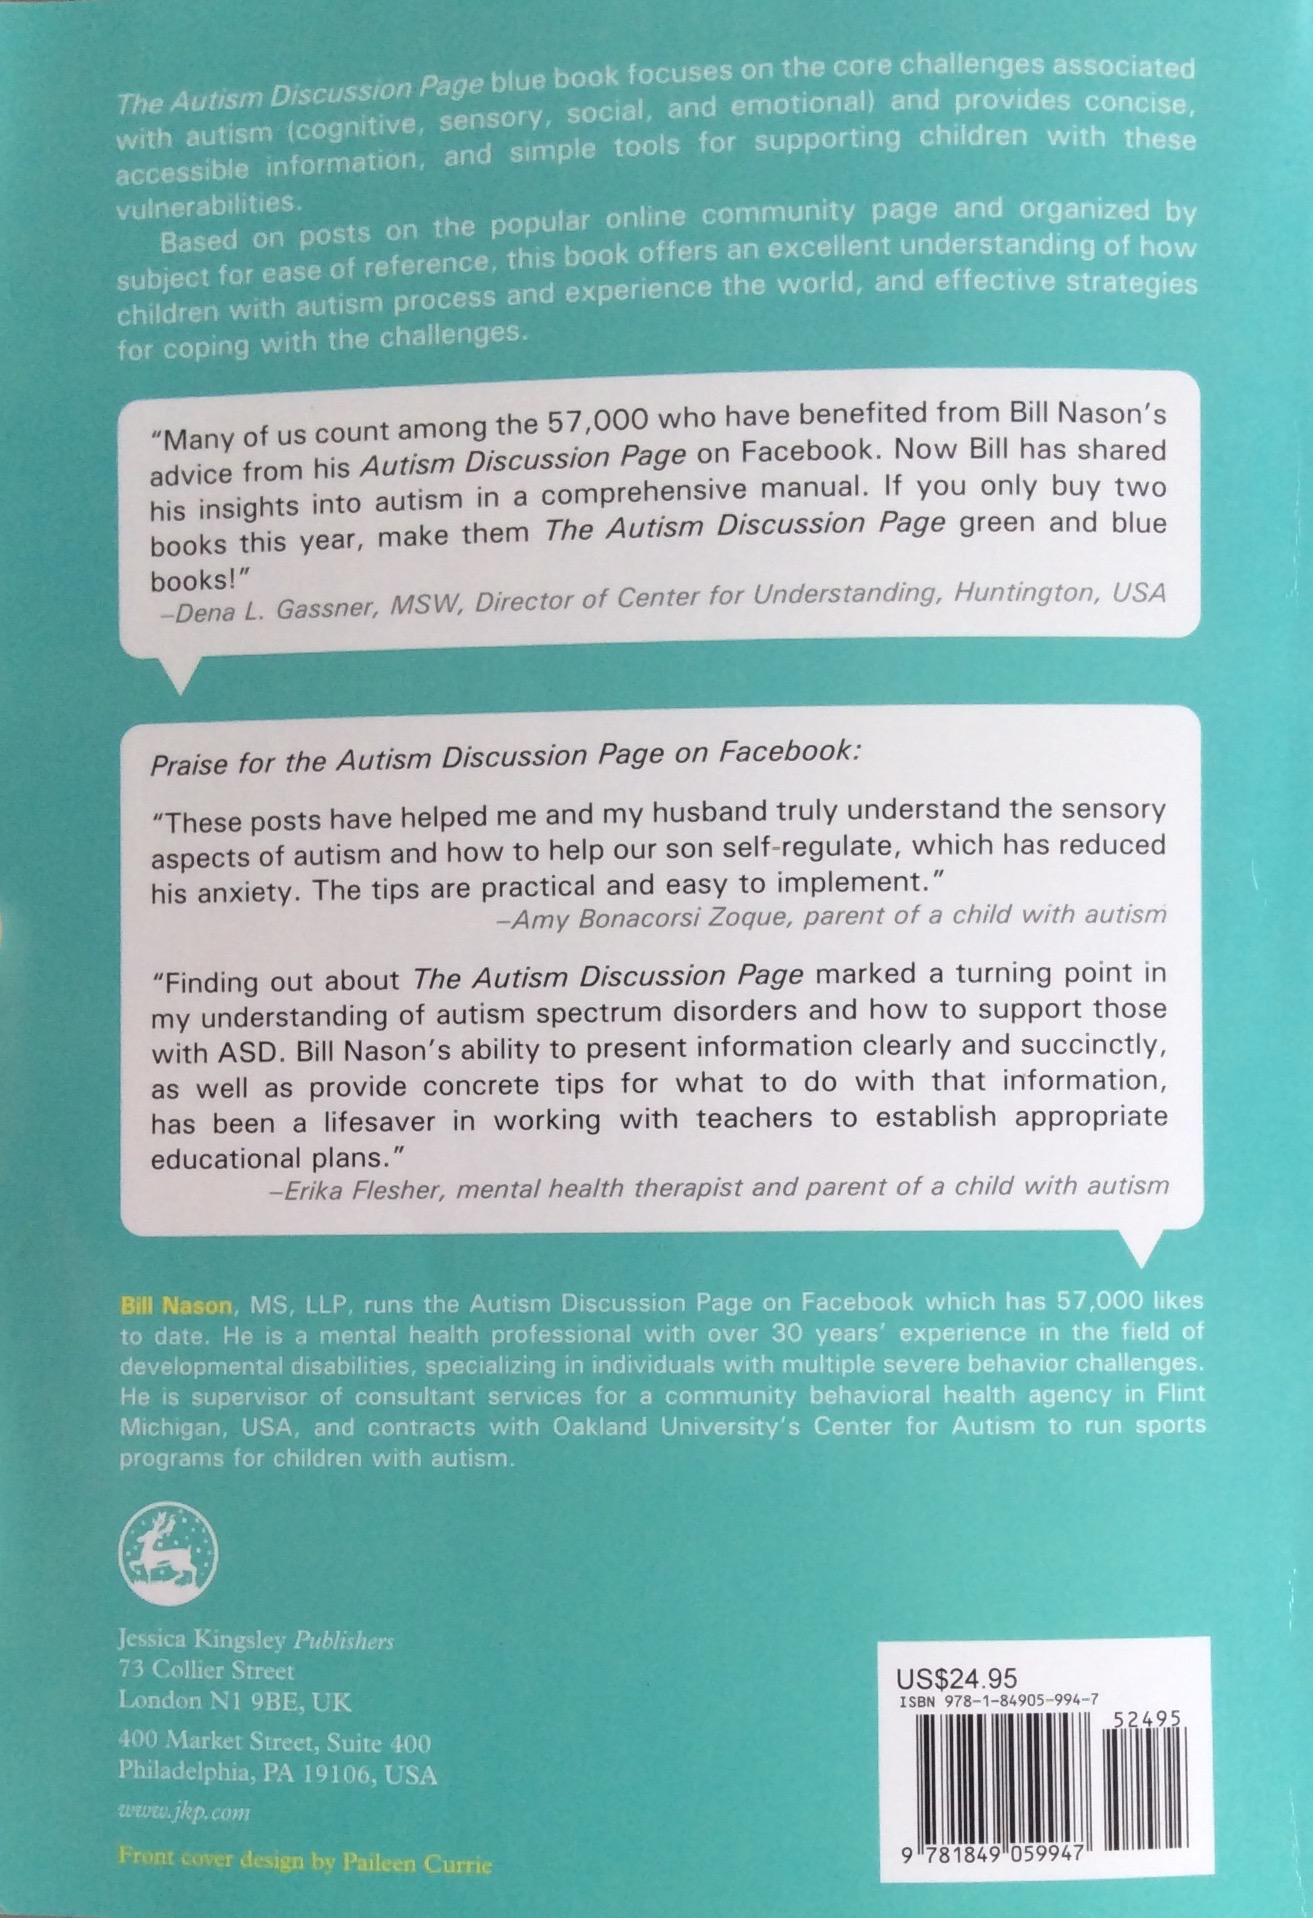 The Autism Discussion Page blue book focuses on the core challenges associated
with autism (cognitive, sensory, social, and emotional) and provides concise,
accessible information, and simple tools for supporting children with these
vulnerabilities.
Based on posts on the popular online community page and organized by
subject for ease of reference, this book offers an excellent understanding of how
children with autism process and experience the world, and effective strategies
for coping with the challenges.
“Many of us count among the 57,000 who have benefited from Bill Nason’s
advice from his Autism Discussion Page on Facebook. Now Bill has shared
his insights into autism in a comprehensive manual. If you only buy two
books this year, make them The Autism Discussion Page green and blue
books!”
–Dena L. Gassner, MSW, Director of Center for Understanding, Huntington, USA
Praise for the Autism Discussion Page on Facebook:
“These posts have helped me and my husband truly understand the sensory
aspects of autism and how to help our son self-regulate, which has reduced
his anxiety. The tips are practical and easy to implement.”
–Amy Bonacorsi Zoque, parent of a child with autism
“Finding out about The Autism Discussion Page marked a turning point in
my understanding of autism spectrum disorders and how to support those
with ASD. Bill Nason’s ability to present information clearly and succinctly,
as well as provide concrete tips for what to do with that information,
has been a lifesaver in working with teachers to establish appropriate
educational plans.”
–Erika Flesher, mental health therapist and parent of a child with autism
Bill Nason, MS, LLP, runs the Autism Discussion Page on Facebook which has 57,000 likes
to date. He is a mental health professional with over 30 years’ experience in the field of
developmental disabilities, specializing in individuals with multiple severe behavior challenges.
He is supervisor of consultant services for a community behavioral health agency in Flint
Michigan, USA, and contracts with Oakland University’s Center for Autism to run sports
programs for children with autism.
Jessica Kingsley Publishers
73 Collier Street
London N1 9BE, UK
400 Market Street, Suite 400
Philadelphia, PA 19106, USA
www.jkp.com
Front cover design by Paileen Currie
US$24.95
ISBN 978-1-84905-994-7
52495
9 781849 059947